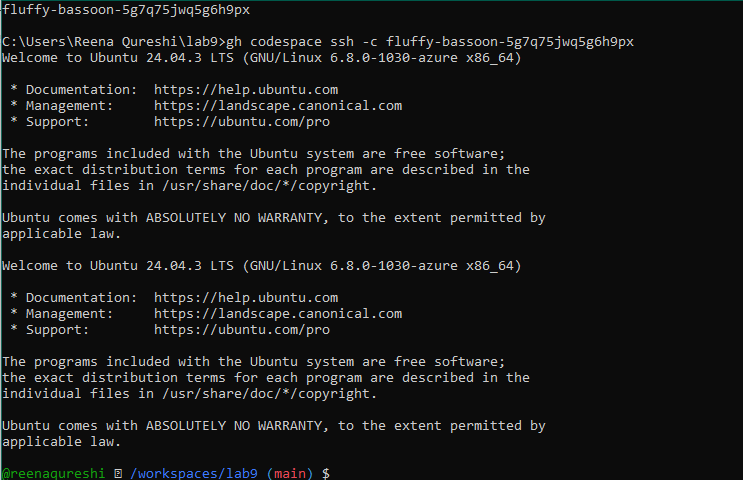 fluffy-bassoon-5g7q75jwq5g6h9px
C:\Users\Reena Qureshi\lab9>gh codespace ssh -c fluffy-bassoon-5g7q75jwq5g6h9px
Welcome to Ubuntu 24.04.3 LTS (GNU/Linux 6.8.0-1030-azure x86_64)
* Documentation:  https://help.ubuntu.com
* Management:     https://landscape.canonical.com
* Support:        https://ubuntu.com/pro
The programs included with the Ubuntu system are free software;
the exact distribution terms for each program are described in the
individual files in /usr/share/doc/*/copyright.
Ubuntu comes with ABSOLUTELY NO WARRANTY, to the extent permitted by
applicable law.
Welcome to Ubuntu 24.04.3 LTS (GNU/Linux 6.8.0-1030-azure x86_64)
* Documentation:  https://help.ubuntu.com
* Management:     https://landscape.canonical.com
* Support:        https://ubuntu.com/pro
The programs included with the Ubuntu system are free software;
the exact distribution terms for each program are described in the
individual files in /usr/share/doc/*/copyright.
Ubuntu comes with ABSOLUTELY NO WARRANTY, to the extent permitted by
applicable law.
@reenaqureshi /workspaces/lab9 (main) $